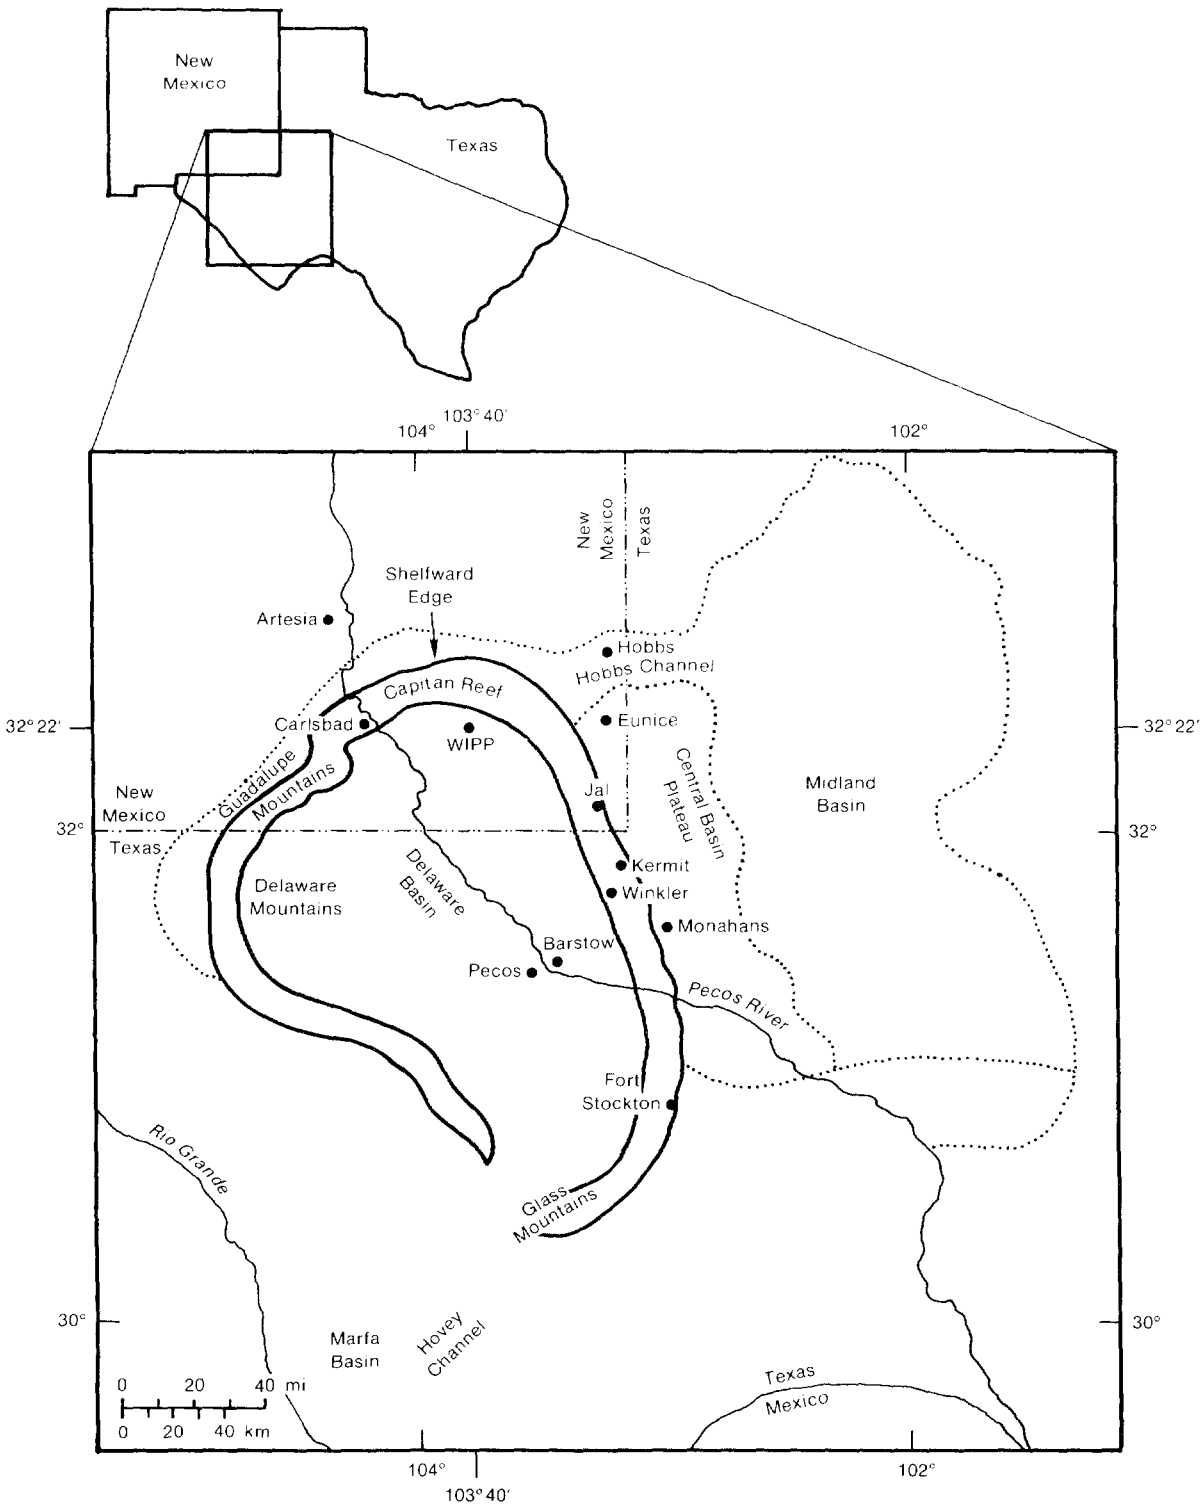 New
Mexico
Texas
103°40'
104°
102°
New
Mexico
Texas
Shelfward
Edge
Artesia
Hobbs
Hobbs Channel
Capitan Reef
Carlsbad
WIPP
Eunice
32°22'
32°22'
Guadalupe
Mountains
Jal
Central Basin
Plateau
Midland
Basin
New
Mexico
32°
32°
Texas
Delaware
Basin
Delaware
Mountains
Kermit
Winkler
Monahans
Barstow
Pecos
Pecos River
Fort
Stockton
Rio Grande
Glass
Mountains
30°
30°
Marfa
Basin
Hovey
Channel
Texas
Mexico
0 20 40 mi
0 20 40 km
104°
102°
103°40'